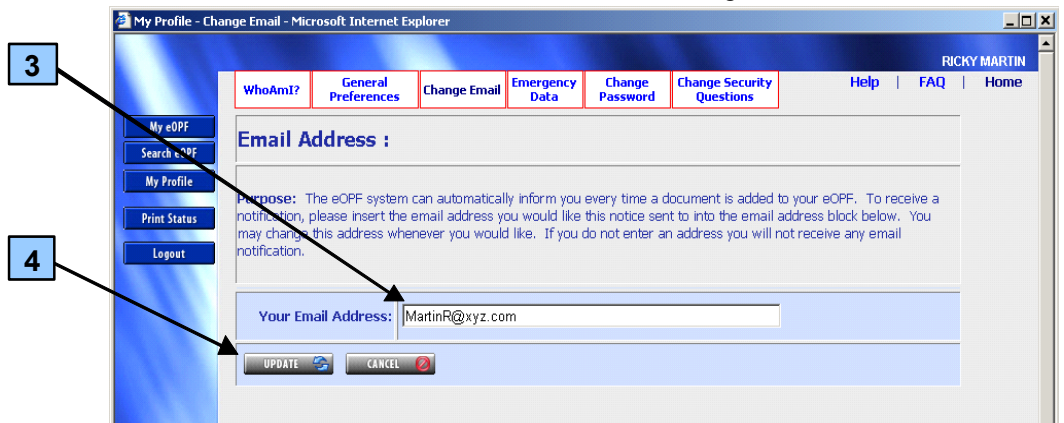 My Profile - Change Email - Microsoft Internet Explorer
3
RICKY MARTIN
WhoAmI?
General
Preferences
Change Email
Emergency
Data
Change
Password
Change Security
Questions
Help | FAQ | Home
My eOPF
Search eOPF
My Profile
Print Status
Logout
4
Email Address :
Purpose: The eOPF system can automatically inform you every time a document is added to your eOPF. To receive a
notification, please insert the email address you would like this notice sent to into the email address block below. You
may change this address whenever you would like. If you do not enter an address you will not receive any email
notification.
Your Email Address: MartinR@xyz.com
UPDATE CANCEL